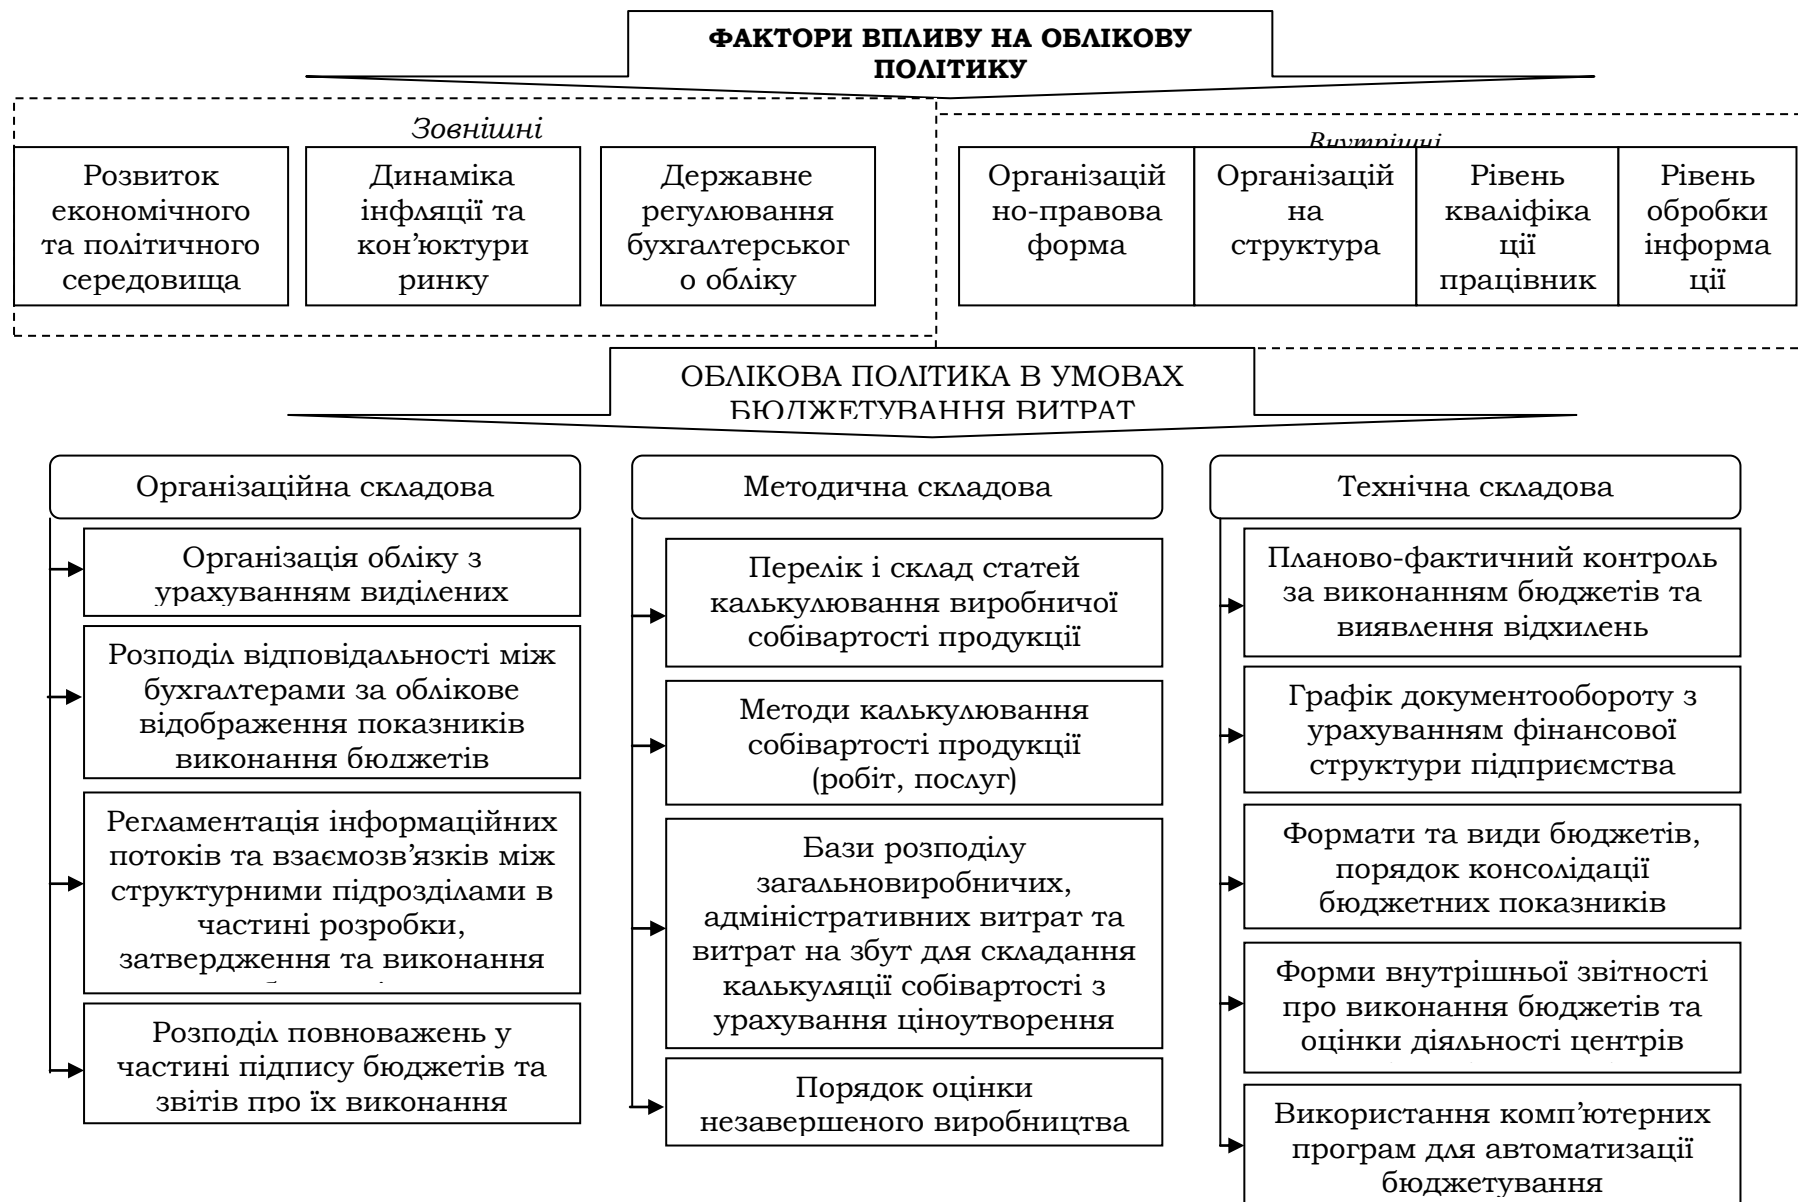 ФАКТОРИ ВПЛИВУ НА ОБЛІКОВУ
ПОЛІТИКУ
Зовнішні
Розвиток
економічного
та політичного
середовища
Динаміка
інфляції та
кон’юктури
ринку
Державне
регулювання
бухгалтерськог
о обліку
Внутрішні
Організацій
но-правова
форма
Організацій
на
структура
Рівень
кваліфіка
ції
працівник
Рівень
обробки
інформа
ції
ОБЛІКОВА ПОЛІТИКА В УМОВАХ
БЮДЖЕТУВАННЯ ВИТРАТ
Організаційна складова
Організація обліку з
урахуванням виділених
Розподіл відповідальності між
бухгалтерами за облікове
відображення показників
виконання бюджетів
Регламентація інформаційних
потоків та взаємозв’язків між
структурними підрозділами в
частині розробки,
затвердження та виконання
Розподіл повноважень у
частині підпису бюджетів та
звітів про їх виконання
Методична складова
Перелік і склад статей
калькулювання виробничої
собівартості продукції
Методи калькулювання
собівартості продукції
(робіт, послуг)
Бази розподілу
загальновиробничих,
адміністративних витрат та
витрат на збут для складання
калькуляції собівартості з
урахування ціноутворення
Порядок оцінки
незавершеного виробництва
Технічна складова
Планово-фактичний контроль
за виконанням бюджетів та
виявлення відхилень
Графік документообороту з
урахуванням фінансової
структури підприємства
Формати та види бюджетів,
порядок консолідації
бюджетних показників
Форми внутрішньої звітності
про виконання бюджетів та
оцінки діяльності центрів
Використання комп’ютерних
програм для автоматизації
бюджетування